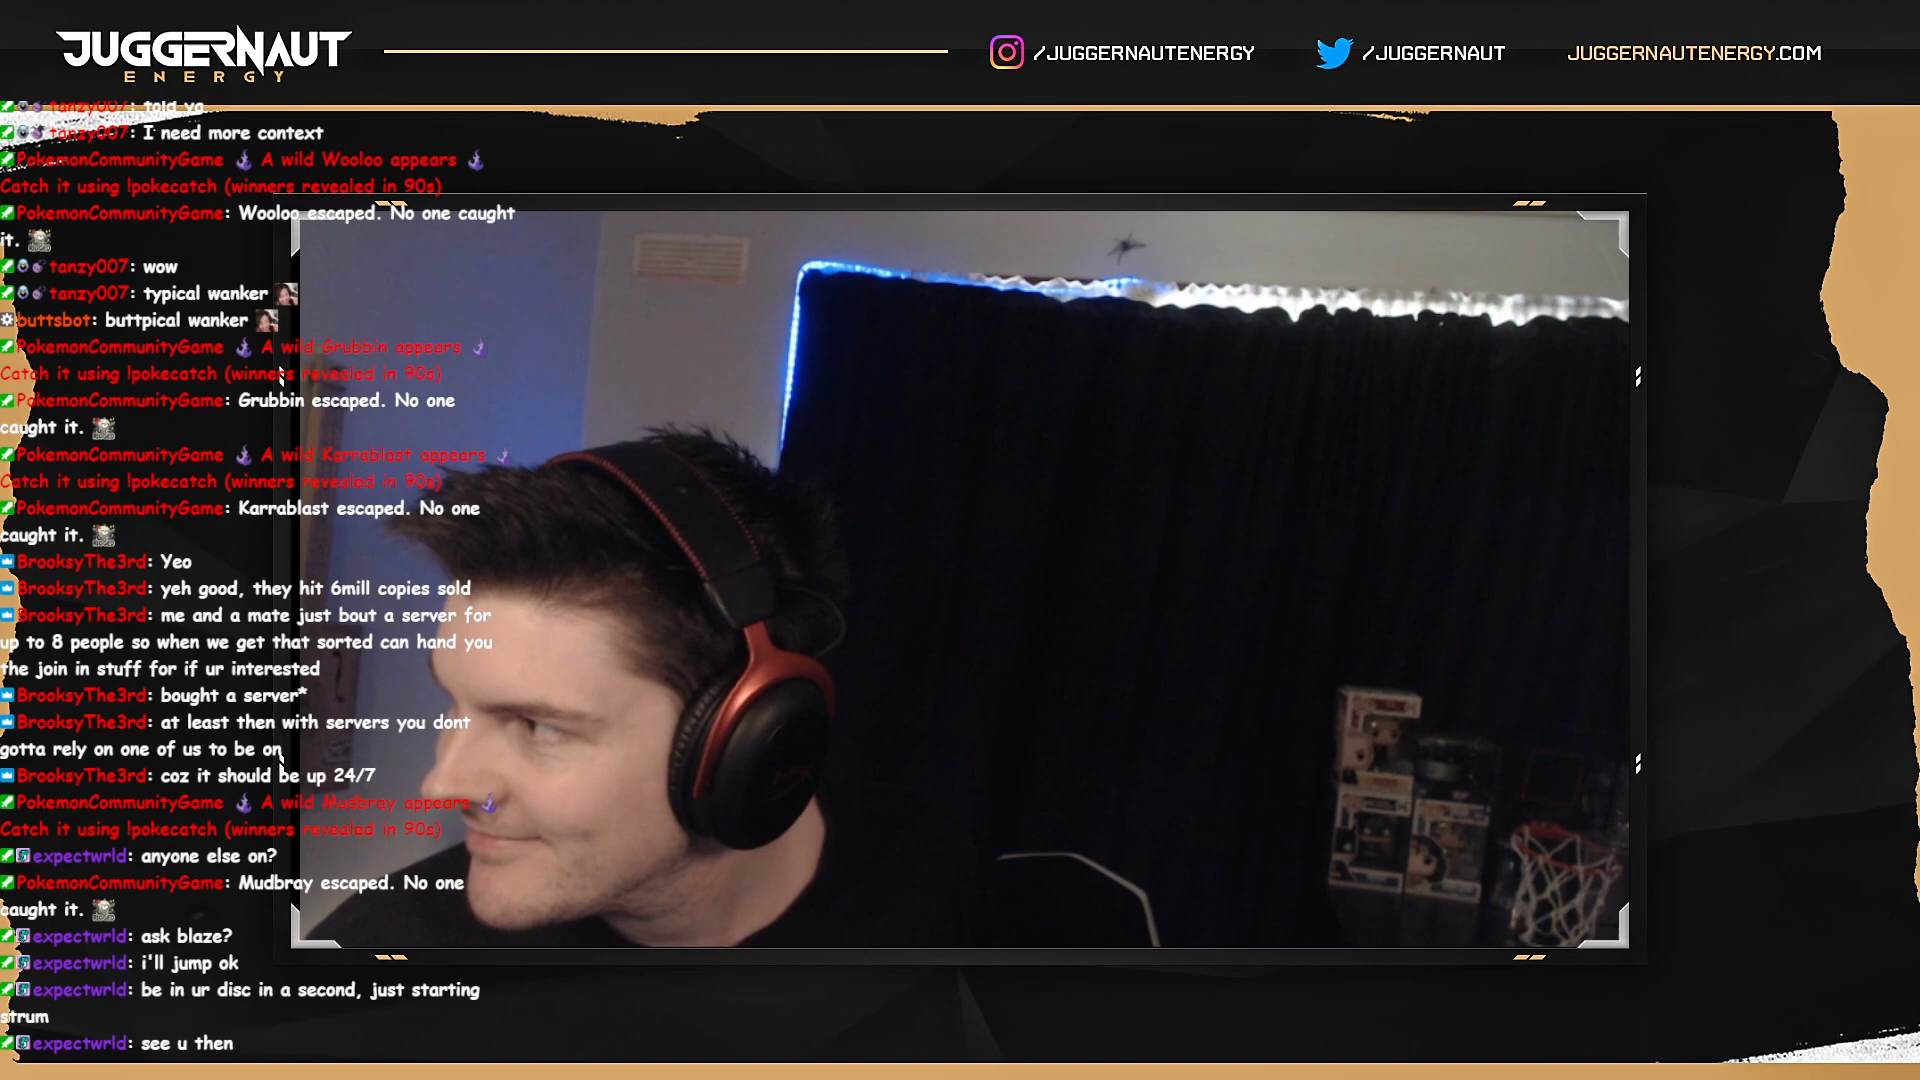 JUGGERNAUT
ENERGY
/JUGGERNAUTENERGY
/JUGGERNAUT
JUGGERNAUTENERGY.COM
tanzy007: told ya
tanzy007: I need more context
PokemonCommunityGame A wild Wooloo appears
Catch it using !pokecatch (winners revealed in 90s)
PokemonCommunityGame: Wooloo escaped. No one caught
it.
tanzy007: wow
tanzy007: typical wanker
buttsbot: buttpical wanker
PokemonCommunityGame A wild Grubbin appears
Catch it using !pokecatch (winners revealed in 90s)
PokemonCommunityGame: Grubbin escaped. No one
caught it.
PokemonCommunityGame A wild Karrablast appears
Catch it using !pokecatch (winners revealed in 90s)
PokemonCommunityGame: Karrablast escaped. No one
caught it.
BrooksyThe3rd: Yeo
BrooksyThe3rd: yeh good, they hit 6mill copies sold
BrooksyThe3rd: me and a mate just bout a server for
up to 8 people so when we get that sorted can hand you
the join in stuff for if ur interested
BrooksyThe3rd: bought a server*
BrooksyThe3rd: at least then with servers you dont
gotta rely on one of us to be on
BrooksyThe3rd: coz it should be up 24/7
PokemonCommunityGame A wild Mudbray appears
Catch it using !pokecatch (winners revealed in 90s)
expectwrld: anyone else on?
PokemonCommunityGame: Mudbray escaped. No one
caught it.
expectwrld: ask blaze?
expectwrld: i'll jump ok
expectwrld: be in ur disc in a second, just starting
strum
expectwrld: see u then